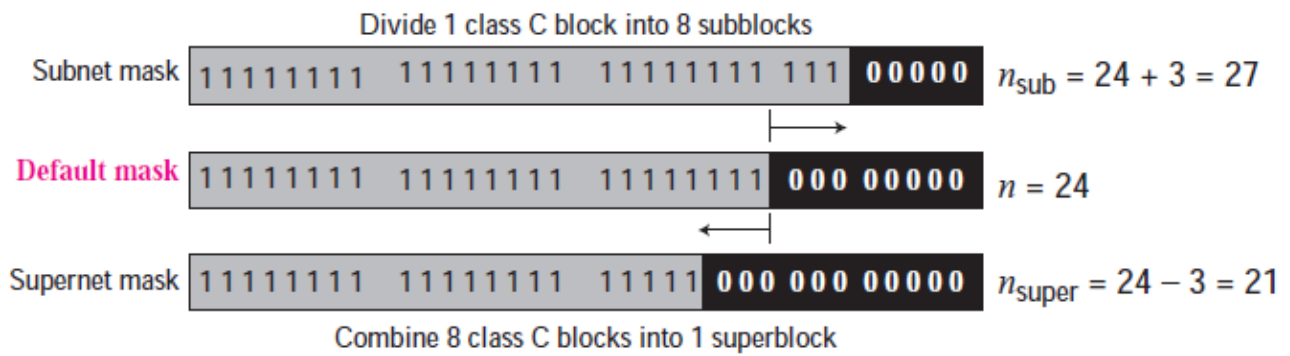 Divide 1 class C block into 8 subblocks
Subnet mask 11111111 11111111 11111111 111 00000 nsub = 24 + 3 = 27
Default mask 11111111 11111111 11111111 000 00000 n = 24
Supernet mask 11111111 11111111 11111 000 000 00000 nsuper = 24 – 3 = 21
Combine 8 class C blocks into 1 superblock